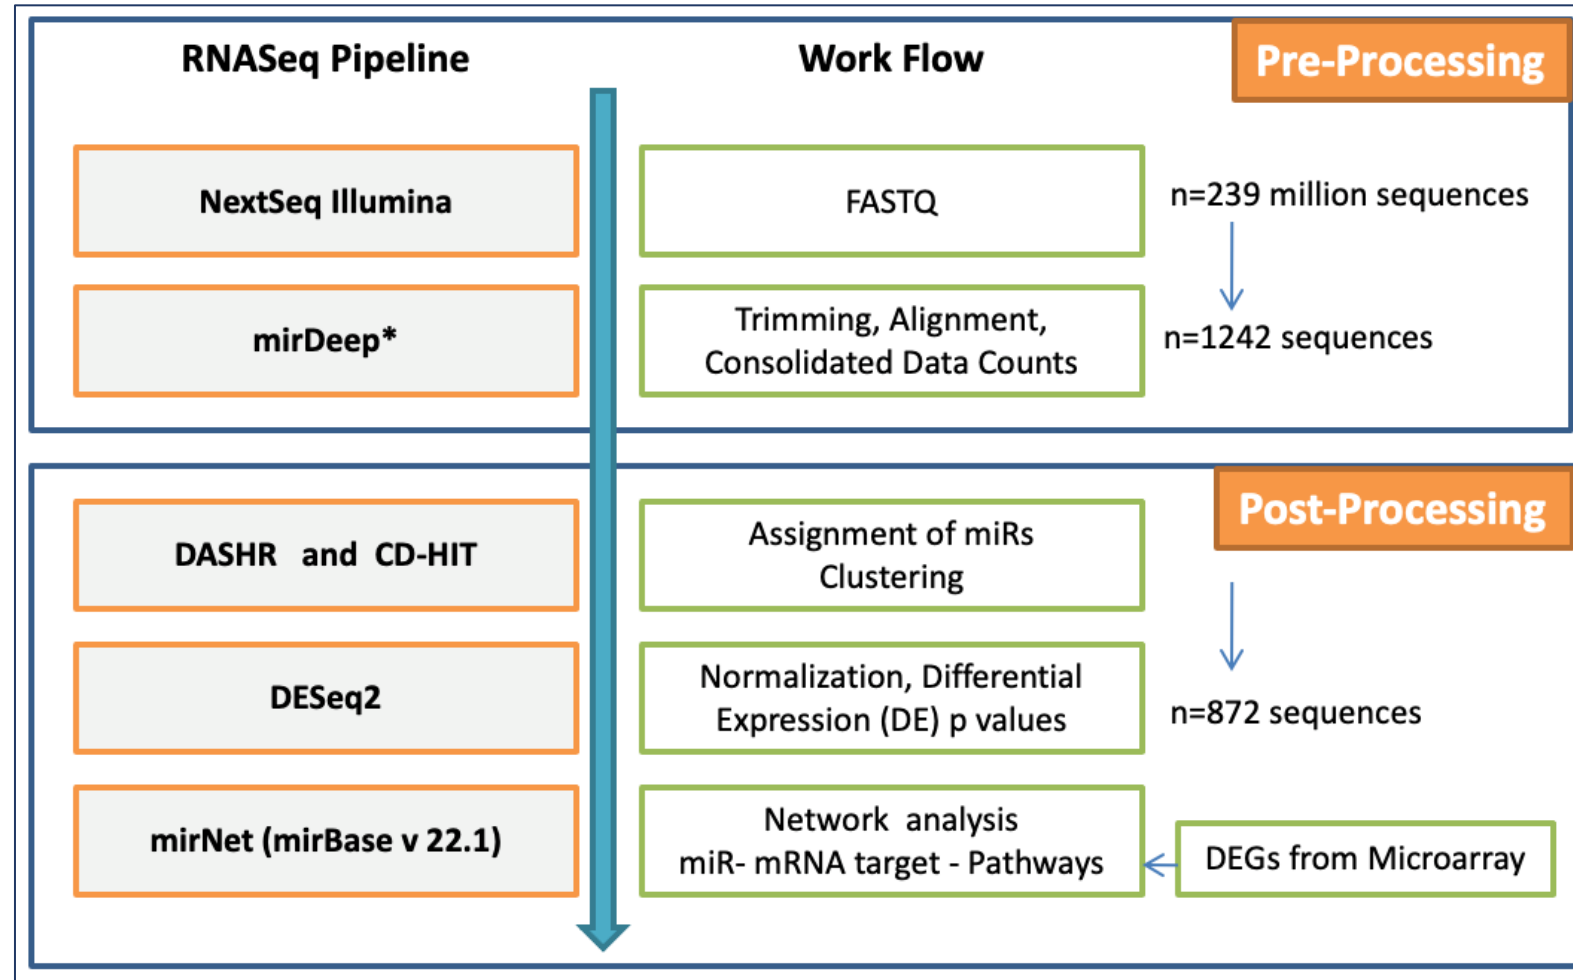 RNASeq Pipeline
Work Flow
Pre-Processing
NextSeq Illumina
FASTQ
n=239 million sequences
mirDeep*
Trimming, Alignment,
Consolidated Data Counts
n=1242 sequences
Post-Processing
DASHR and CD-HIT
Assignment of miRs
Clustering
DESeq2
Normalization, Differential
Expression (DE) p values
n=872 sequences
mirNet (mirBase v 22.1)
Network analysis
miR- mRNA target - Pathways
DEGs from Microarray